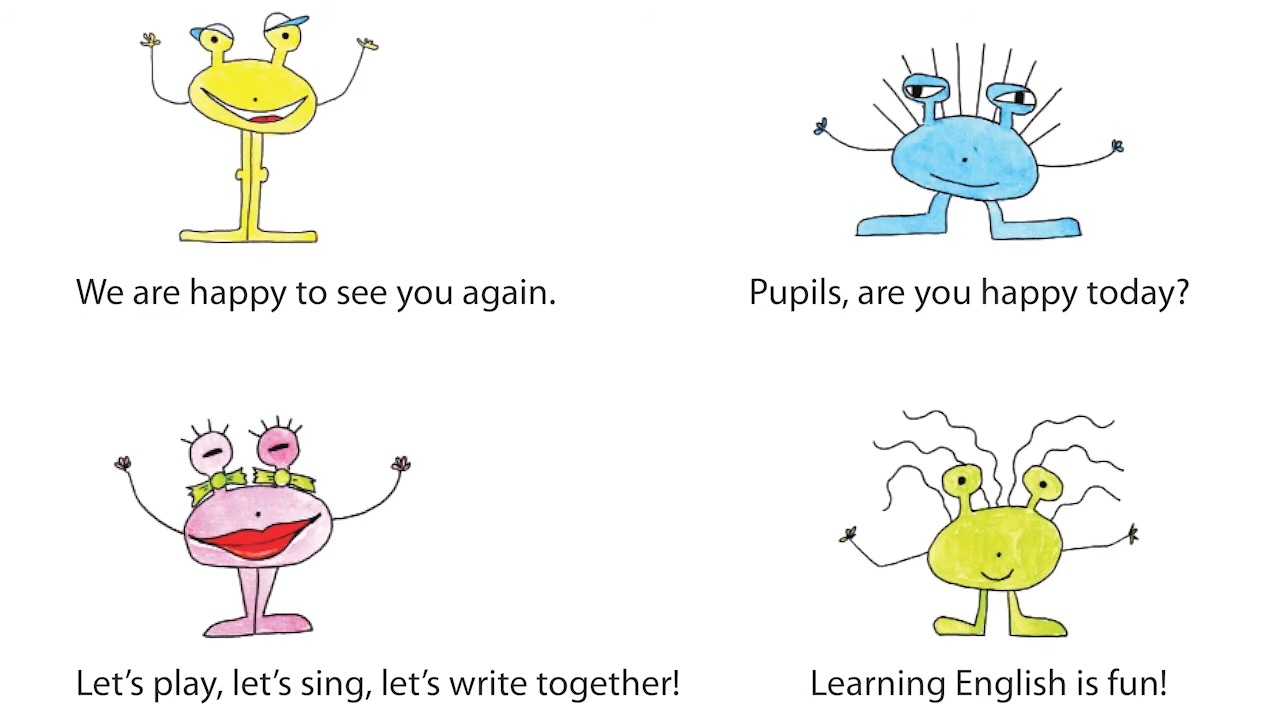 We are happy to see you again.
Pupils, are you happy today?
Let’s play, let’s sing, let’s write together!
Learning English is fun!